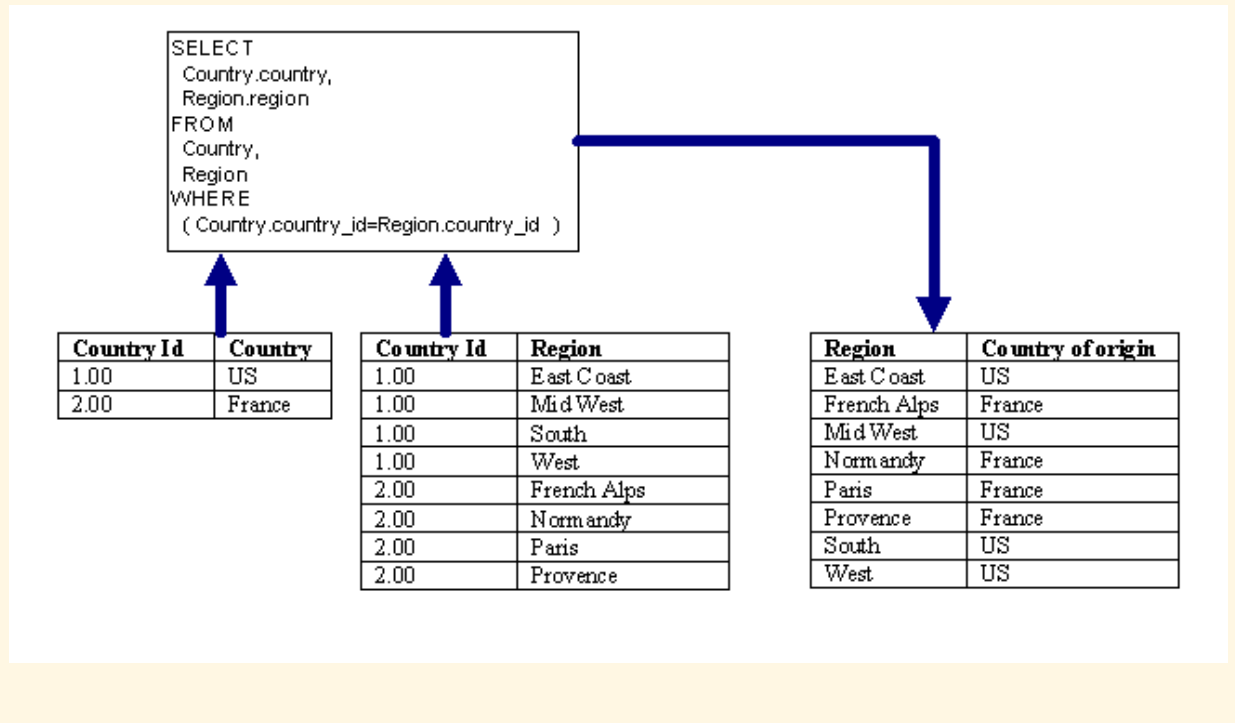 SELECT
Country.country,
Region.region
FROM
Country,
Region
WHERE
( Country.country_id=Region.country_id )
Country Id Country
1.00 US
2.00 France
Country Id Region
1.00 East Coast
1.00 Mid West
1.00 South
1.00 West
2.00 French Alps
2.00 Normandy
2.00 Paris
2.00 Provence
Region Country of origin
East Coast US
French Alps France
Mid West US
Normandy France
Paris France
Provence France
South US
West US